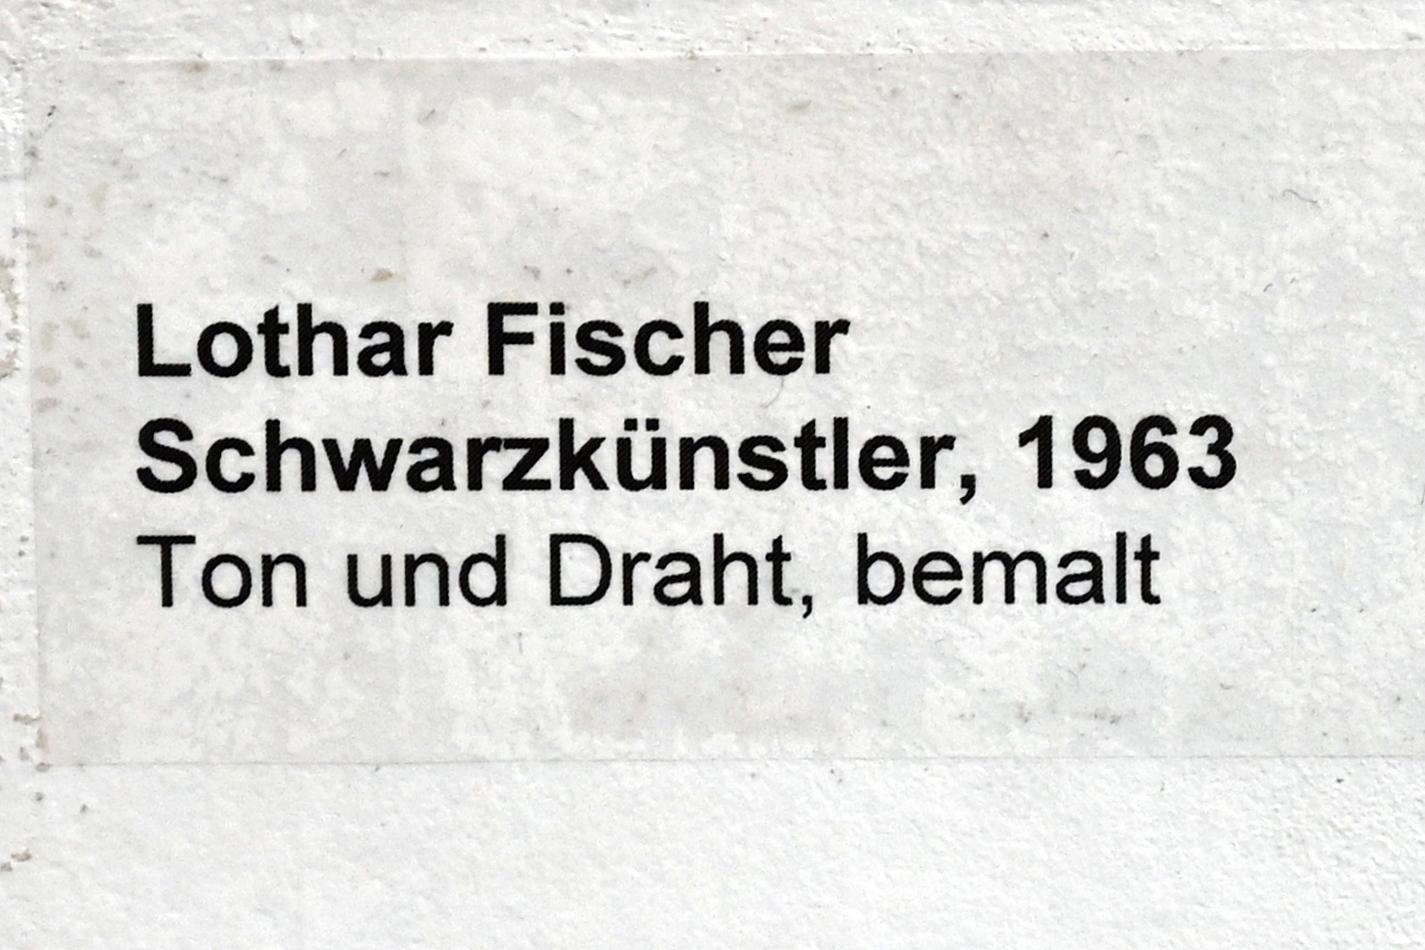 Lothar Fischer
Schwarzkünstler, 1963
Ton und Draht, bemalt